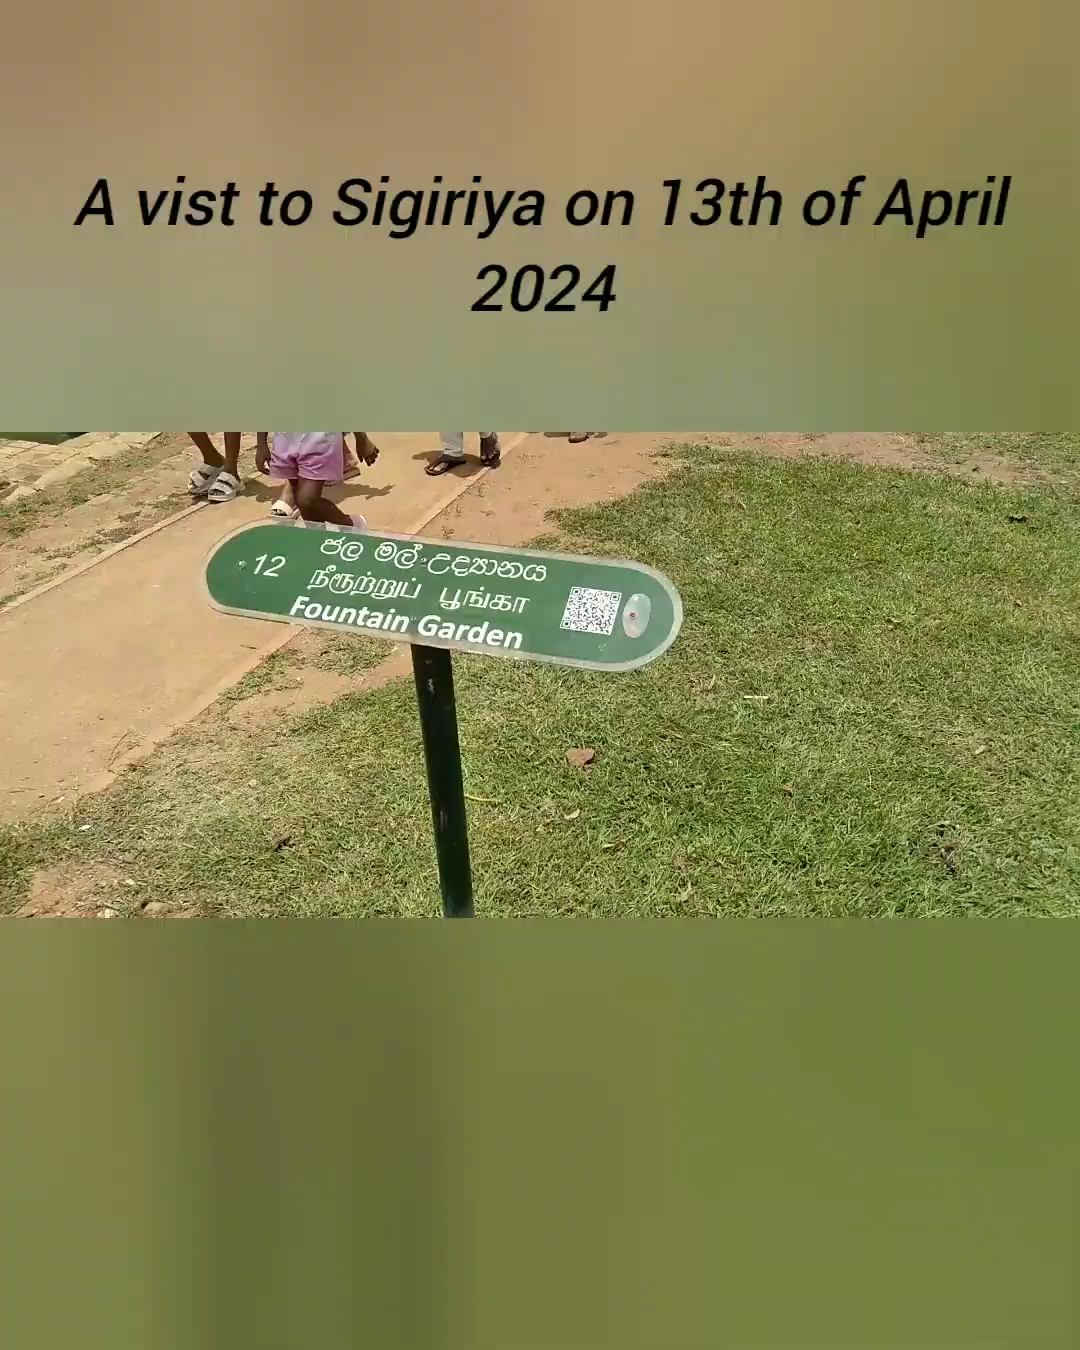 A vist to Sigiriya on 13th of April
2024
12
ජල මල් උද්‍යානය
நீரூற்றுப் பூங்கா
Fountain Garden